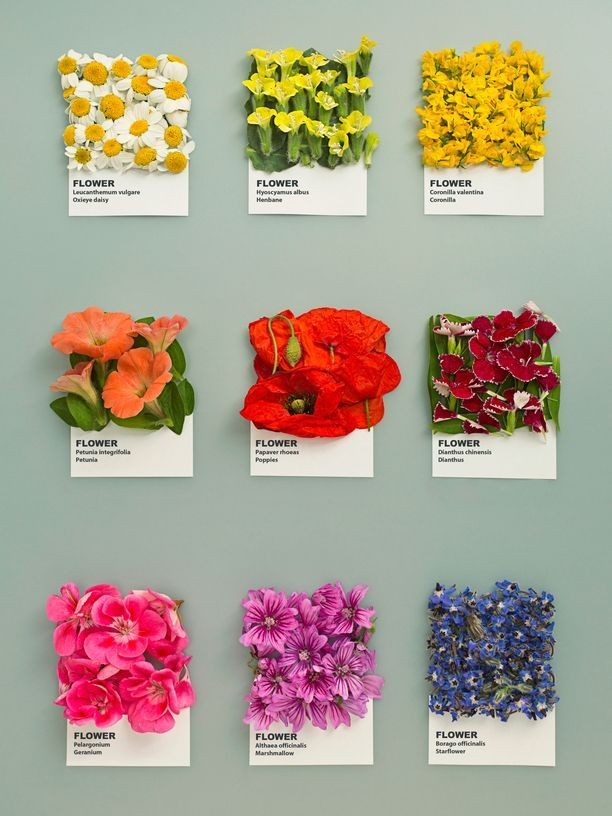 FLOWER
Leucanthemum vulgare
Oxieye daisy
FLOWER
Hyoscyamus albus
Henbane
FLOWER
Coronilla valentina
Coronilla
FLOWER
Petunia integrifolia
Petunia
FLOWER
Papaver rhoeas
Poppies
FLOWER
Dianthus chinensis
Dianthus
FLOWER
Pelargonium
Geranium
FLOWER
Althaea officinalis
Marshmallow
FLOWER
Borago officinalis
Starflower